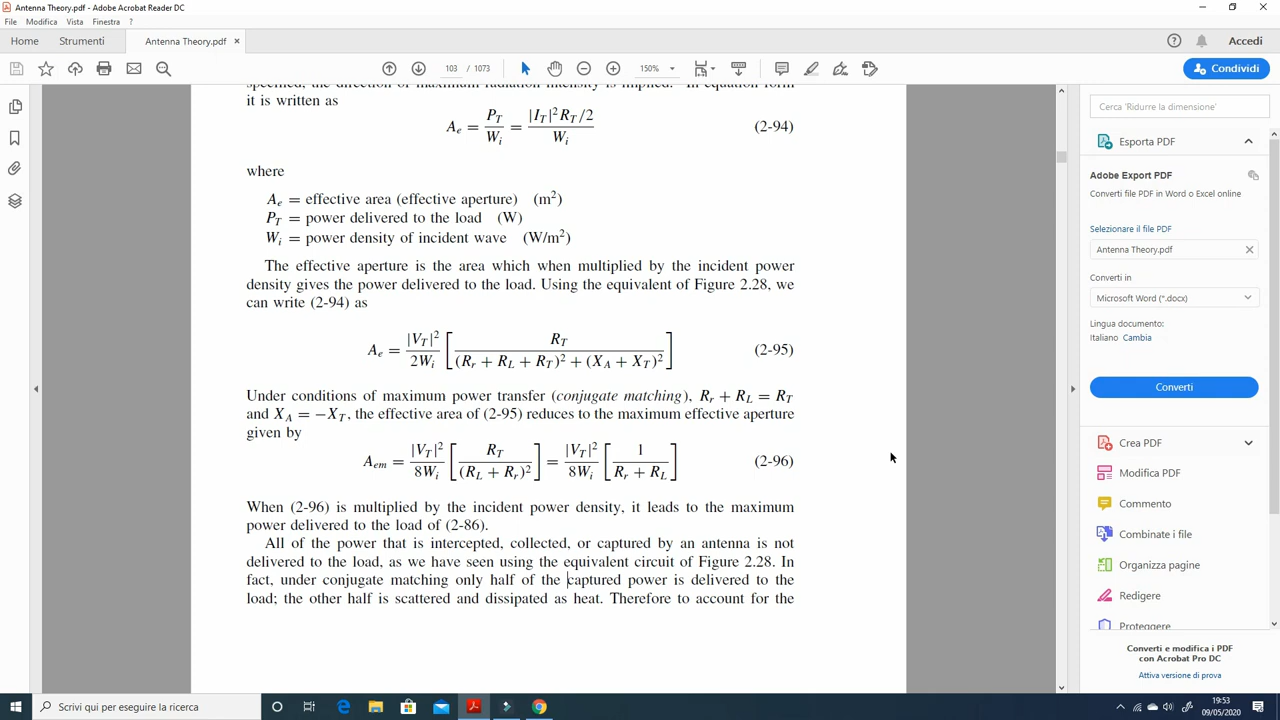 Antenna Theory.pdf - Adobe Acrobat Reader DC
File Modifica Vista Finestra ?
Home Strumenti Antenna Theory.pdf × Accedi
103 / 1073 150% Condividi
it is written as
A_e = P_T / W_i = |I_T|² R_T/2 / W_i (2-94)
where
A_e = effective area (effective aperture) (m²)
P_T = power delivered to the load (W)
W_i = power density of incident wave (W/m²)
The effective aperture is the area which when multiplied by the incident power
density gives the power delivered to the load. Using the equivalent of Figure 2.28, we
can write (2-94) as
A_e = |V_T|² / 2W_i [ R_T / (R_r + R_L + R_T)² + (X_A + X_T)² ] (2-95)
Under conditions of maximum power transfer (conjugate matching), R_r + R_L = R_T
and X_A = −X_T, the effective area of (2-95) reduces to the maximum effective aperture
given by
A_em = |V_T|² / 8W_i [ R_T / (R_L + R_r)² ] = |V_T|² / 8W_i [ 1 / R_r + R_L ] (2-96)
When (2-96) is multiplied by the incident power density, it leads to the maximum
power delivered to the load of (2-86).
All of the power that is intercepted, collected, or captured by an antenna is not
delivered to the load, as we have seen using the equivalent circuit of Figure 2.28. In
fact, under conjugate matching only half of the captured power is delivered to the
load; the other half is scattered and dissipated as heat. Therefore to account for the
Cerca 'Ridurre la dimensione'
Esporta PDF
Adobe Export PDF
Converti file PDF in Word o Excel online
Selezionare il file PDF
Antenna Theory.pdf
Converti in
Microsoft Word (*.docx)
Lingua documento:
Italiano Cambia
Converti
Crea PDF
Modifica PDF
Commento
Combinate i file
Organizza pagine
Redigere
Proteggere
Converti e modifica i PDF
con Acrobat Pro DC
Attiva versione di prova
Scrivi qui per eseguire la ricerca
19:53
09/05/2020